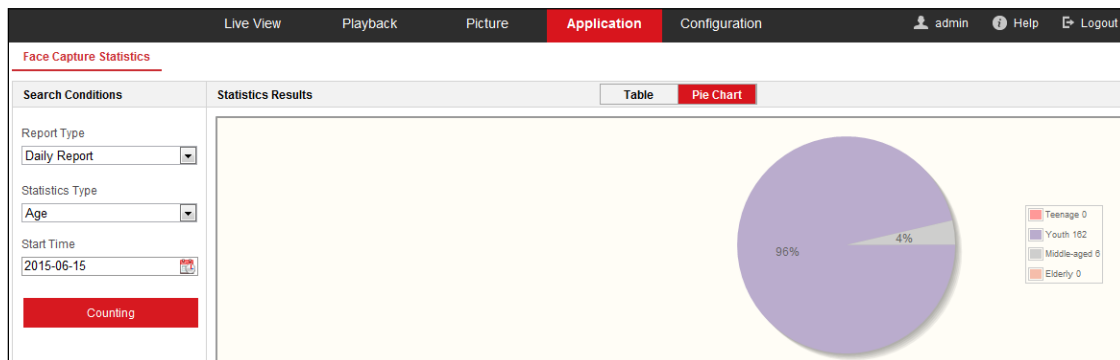 Live View Playback Picture Application Configuration admin Help Logout
Face Capture Statistics
Search Conditions
Statistics Results
Table Pie Chart
Report Type
Daily Report
Statistics Type
Age
Start Time
2015-06-15
Counting
96%
4%
Teenage 0
Youth 162
Middle-aged 6
Elderly 0